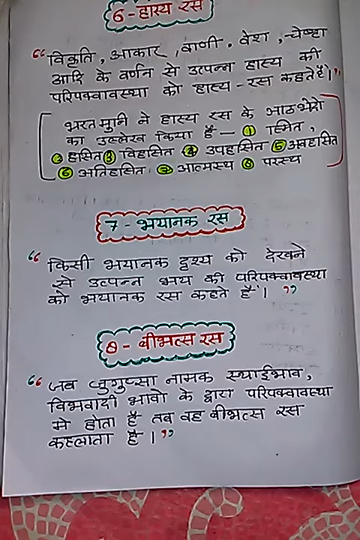 6-हास्य रस
“ विकृति, आकार, वाणी, वेश, चेष्टा
आदि के वर्णन से उत्पन्न हास्य की
परिपक्वावस्था को हास्य-रस कहते है”।
भरतमुनी ने हास्य रस के आठ भेदो
का उल्लेख किया है – ① स्मित,
② हसित ③ विहसित ④ उपहसित ⑤ अवहसित
⑥ अतिहसित ⑦ आत्मस्थ ⑧ परस्थ
7 - भयानक रस
“ किसी भयानक दृश्य को देखने
से उत्पन्न भय की परिपक्वावस्था
को भयानक रस कहते है । ”
8 - बीभत्स रस
“ जब जुगुप्सा नामक स्थाईभाव,
विभवादी भावो के द्वारा परिपक्वावस्था
मे होता है तब वह बीभत्स रस
कहलाता है । ”